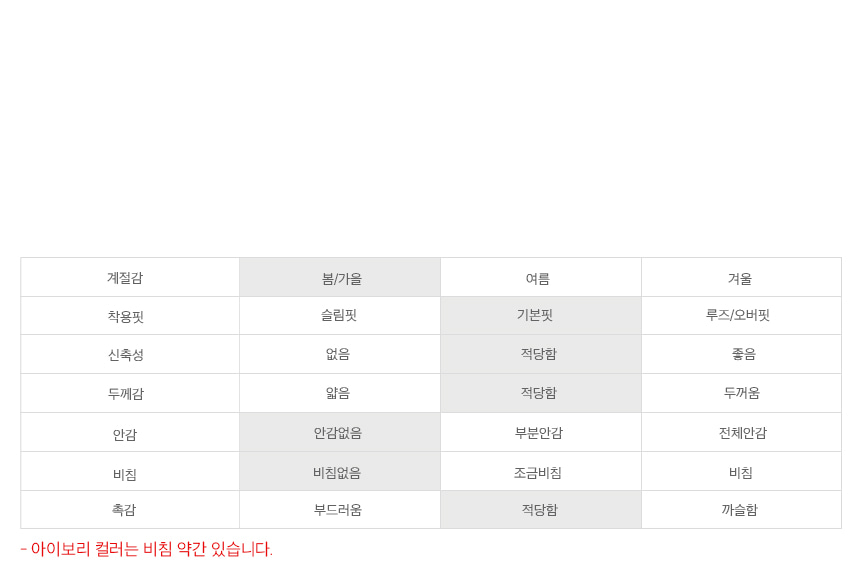 계절감 봄/가을 여름 겨울
착용핏 슬림핏 기본핏 루즈/오버핏
신축성 없음 적당함 좋음
두께감 얇음 적당함 두꺼움
안감 안감없음 부분안감 전체안감
비침 비침없음 조금비침 비침
촉감 부드러움 적당함 까슬함
- 아이보리 컬러는 비침 약간 있습니다.